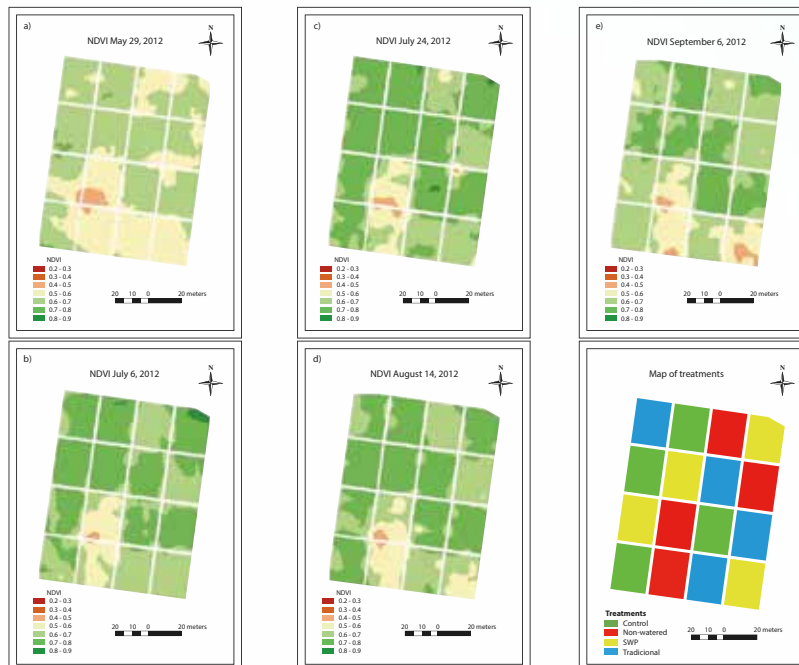 a)
N
NDVI May 29, 2012
NDVI
0.2 - 0.3
0.3 - 0.4
0.4 - 0.5
0.5 - 0.6
0.6 - 0.7
0.7 - 0.8
0.8 - 0.9
20 10 0 20 meters
c)
N
NDVI July 24, 2012
NDVI
0.2 - 0.3
0.3 - 0.4
0.4 - 0.5
0.5 - 0.6
0.6 - 0.7
0.7 - 0.8
0.8 - 0.9
20 10 0 20 meters
e)
N
NDVI September 6, 2012
NDVI
0.2 - 0.3
0.3 - 0.4
0.4 - 0.5
0.5 - 0.6
0.6 - 0.7
0.7 - 0.8
0.8 - 0.9
20 10 0 20 meters
b)
N
NDVI July 6, 2012
NDVI
0.2 - 0.3
0.3 - 0.4
0.4 - 0.5
0.5 - 0.6
0.6 - 0.7
0.7 - 0.8
0.8 - 0.9
20 10 0 20 meters
d)
N
NDVI August 14, 2012
NDVI
0.2 - 0.3
0.3 - 0.4
0.4 - 0.5
0.5 - 0.6
0.6 - 0.7
0.7 - 0.8
0.8 - 0.9
20 10 0 20 meters
N
Map of treatments
Treatments
Control
Non-watered
SWP
Tradicional
20 10 0 20 meters